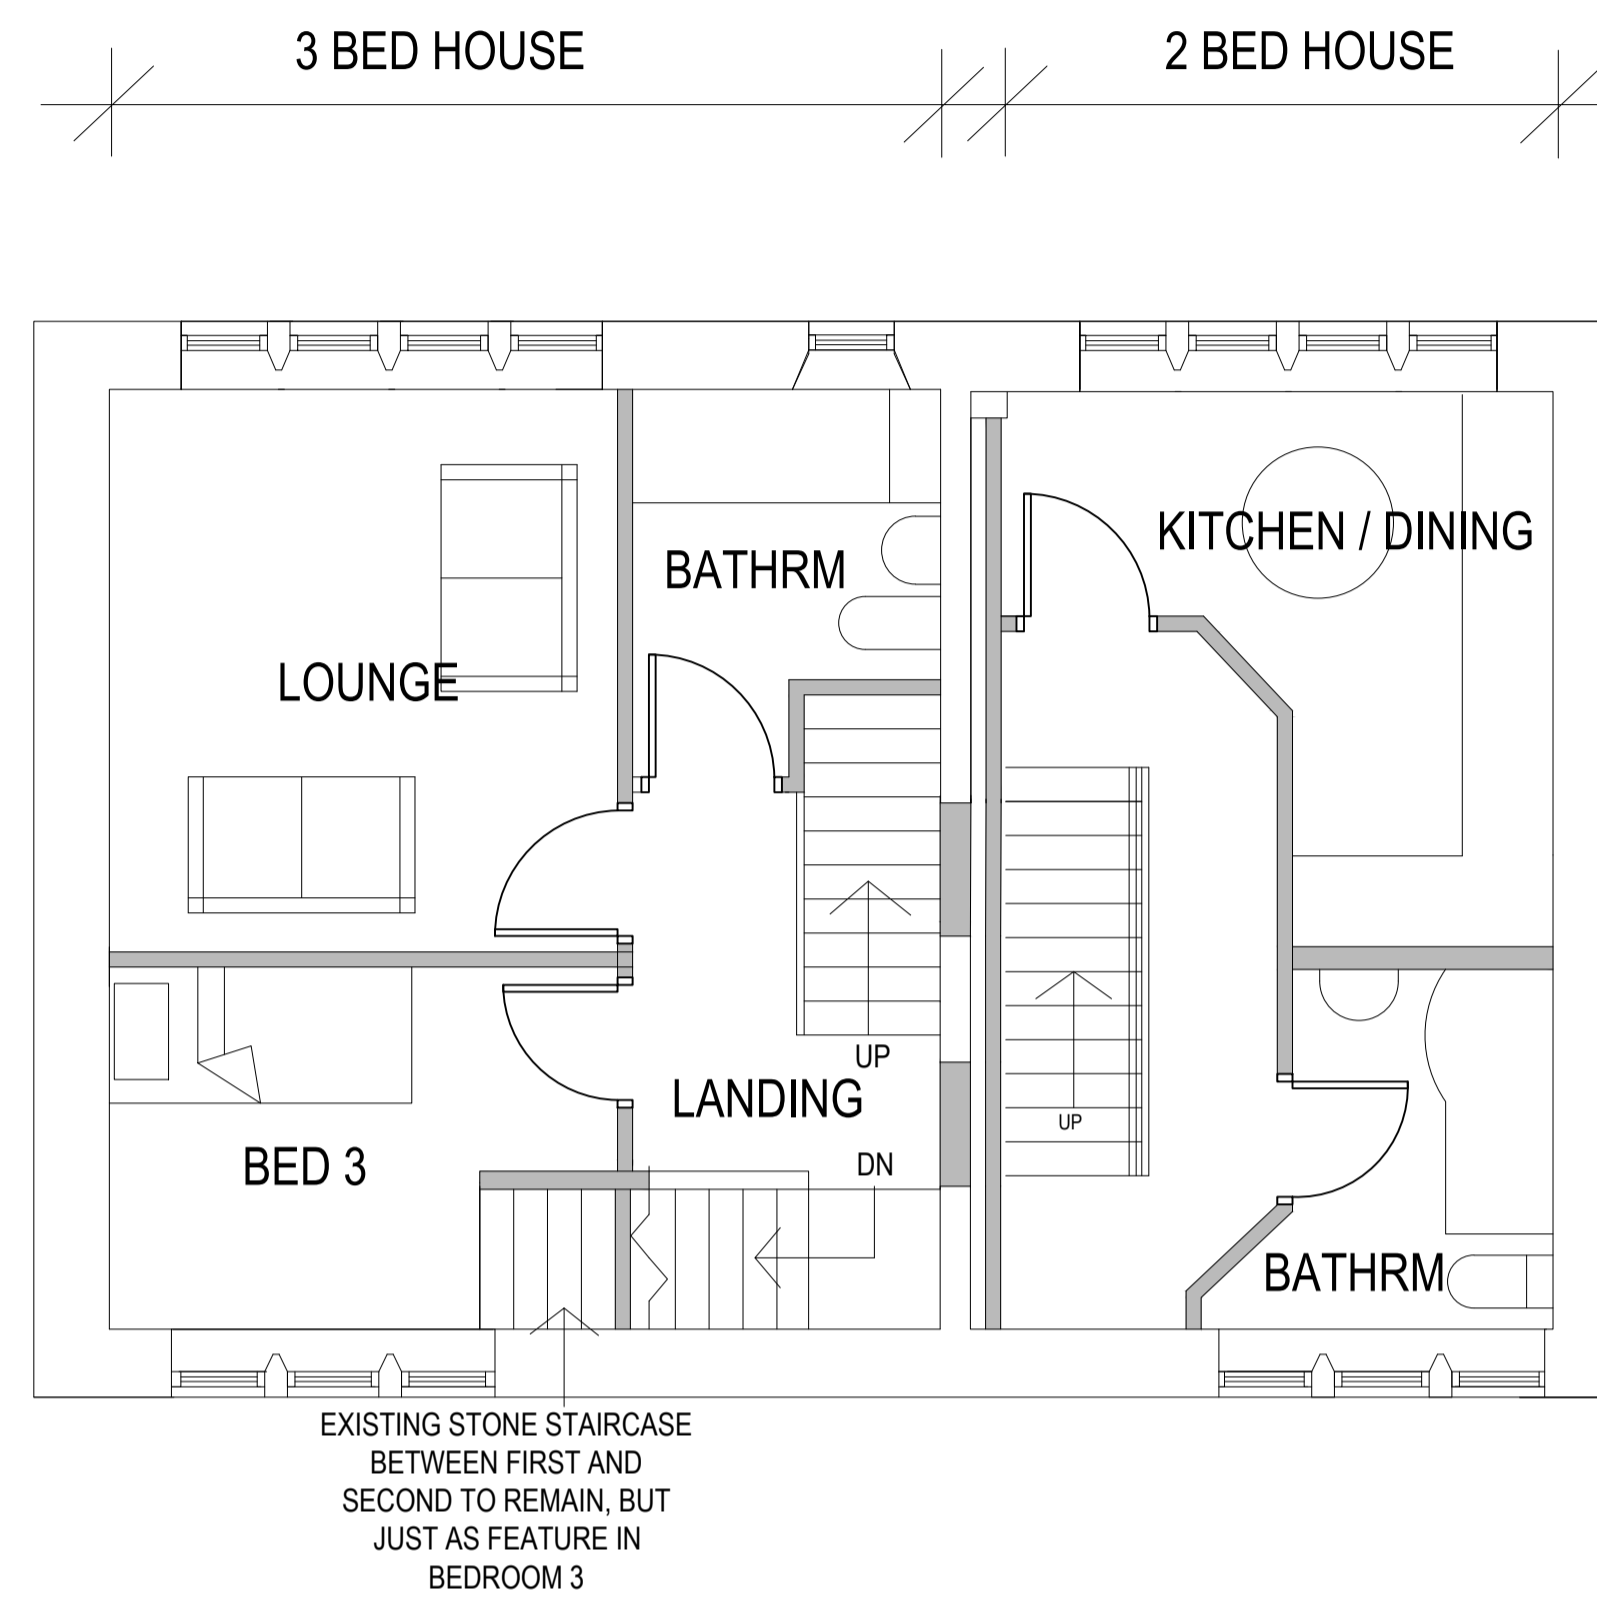 3 BED HOUSE
2 BED HOUSE
KITCHEN / DINING
BATHRM
LOUNGE
UP
LANDING
UP
BED 3
DN
BATHRM
EXISTING STONE STAIRCASE
BETWEEN FIRST AND
SECOND TO REMAIN, BUT
JUST AS FEATURE IN
BEDROOM 3